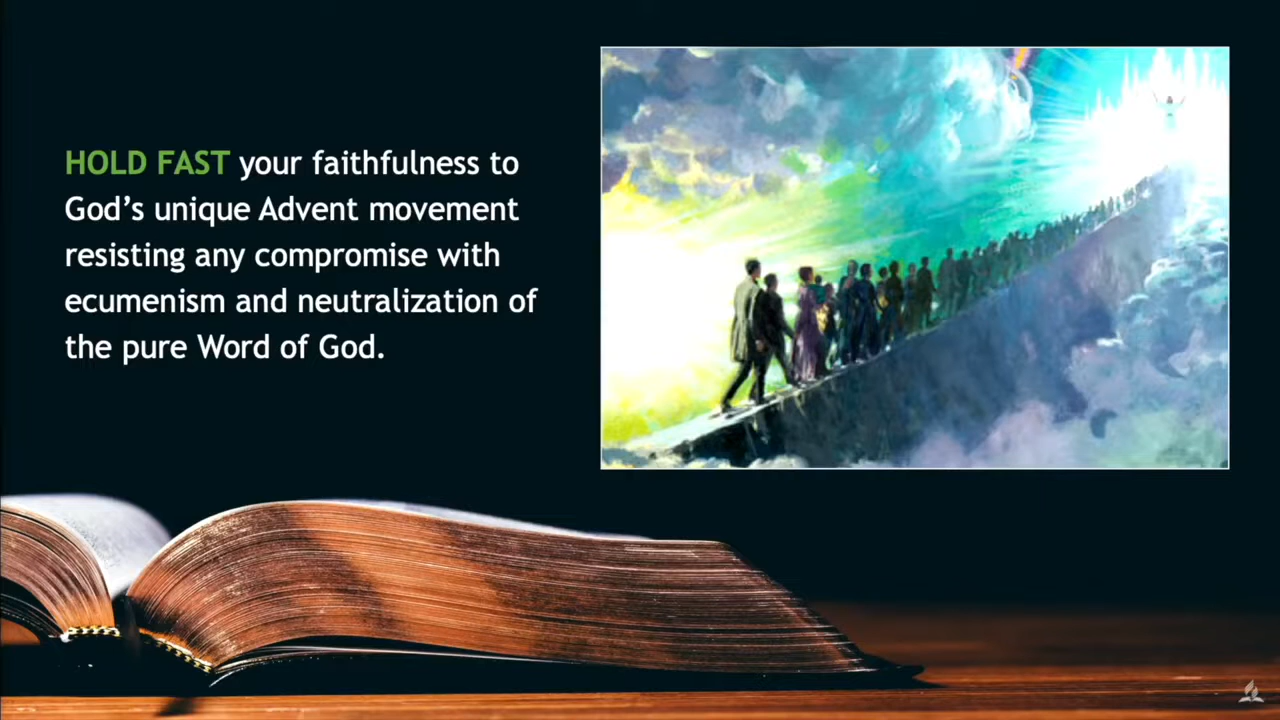 HOLD FAST your faithfulness to
God’s unique Advent movement
resisting any compromise with
ecumenism and neutralization of
the pure Word of God.